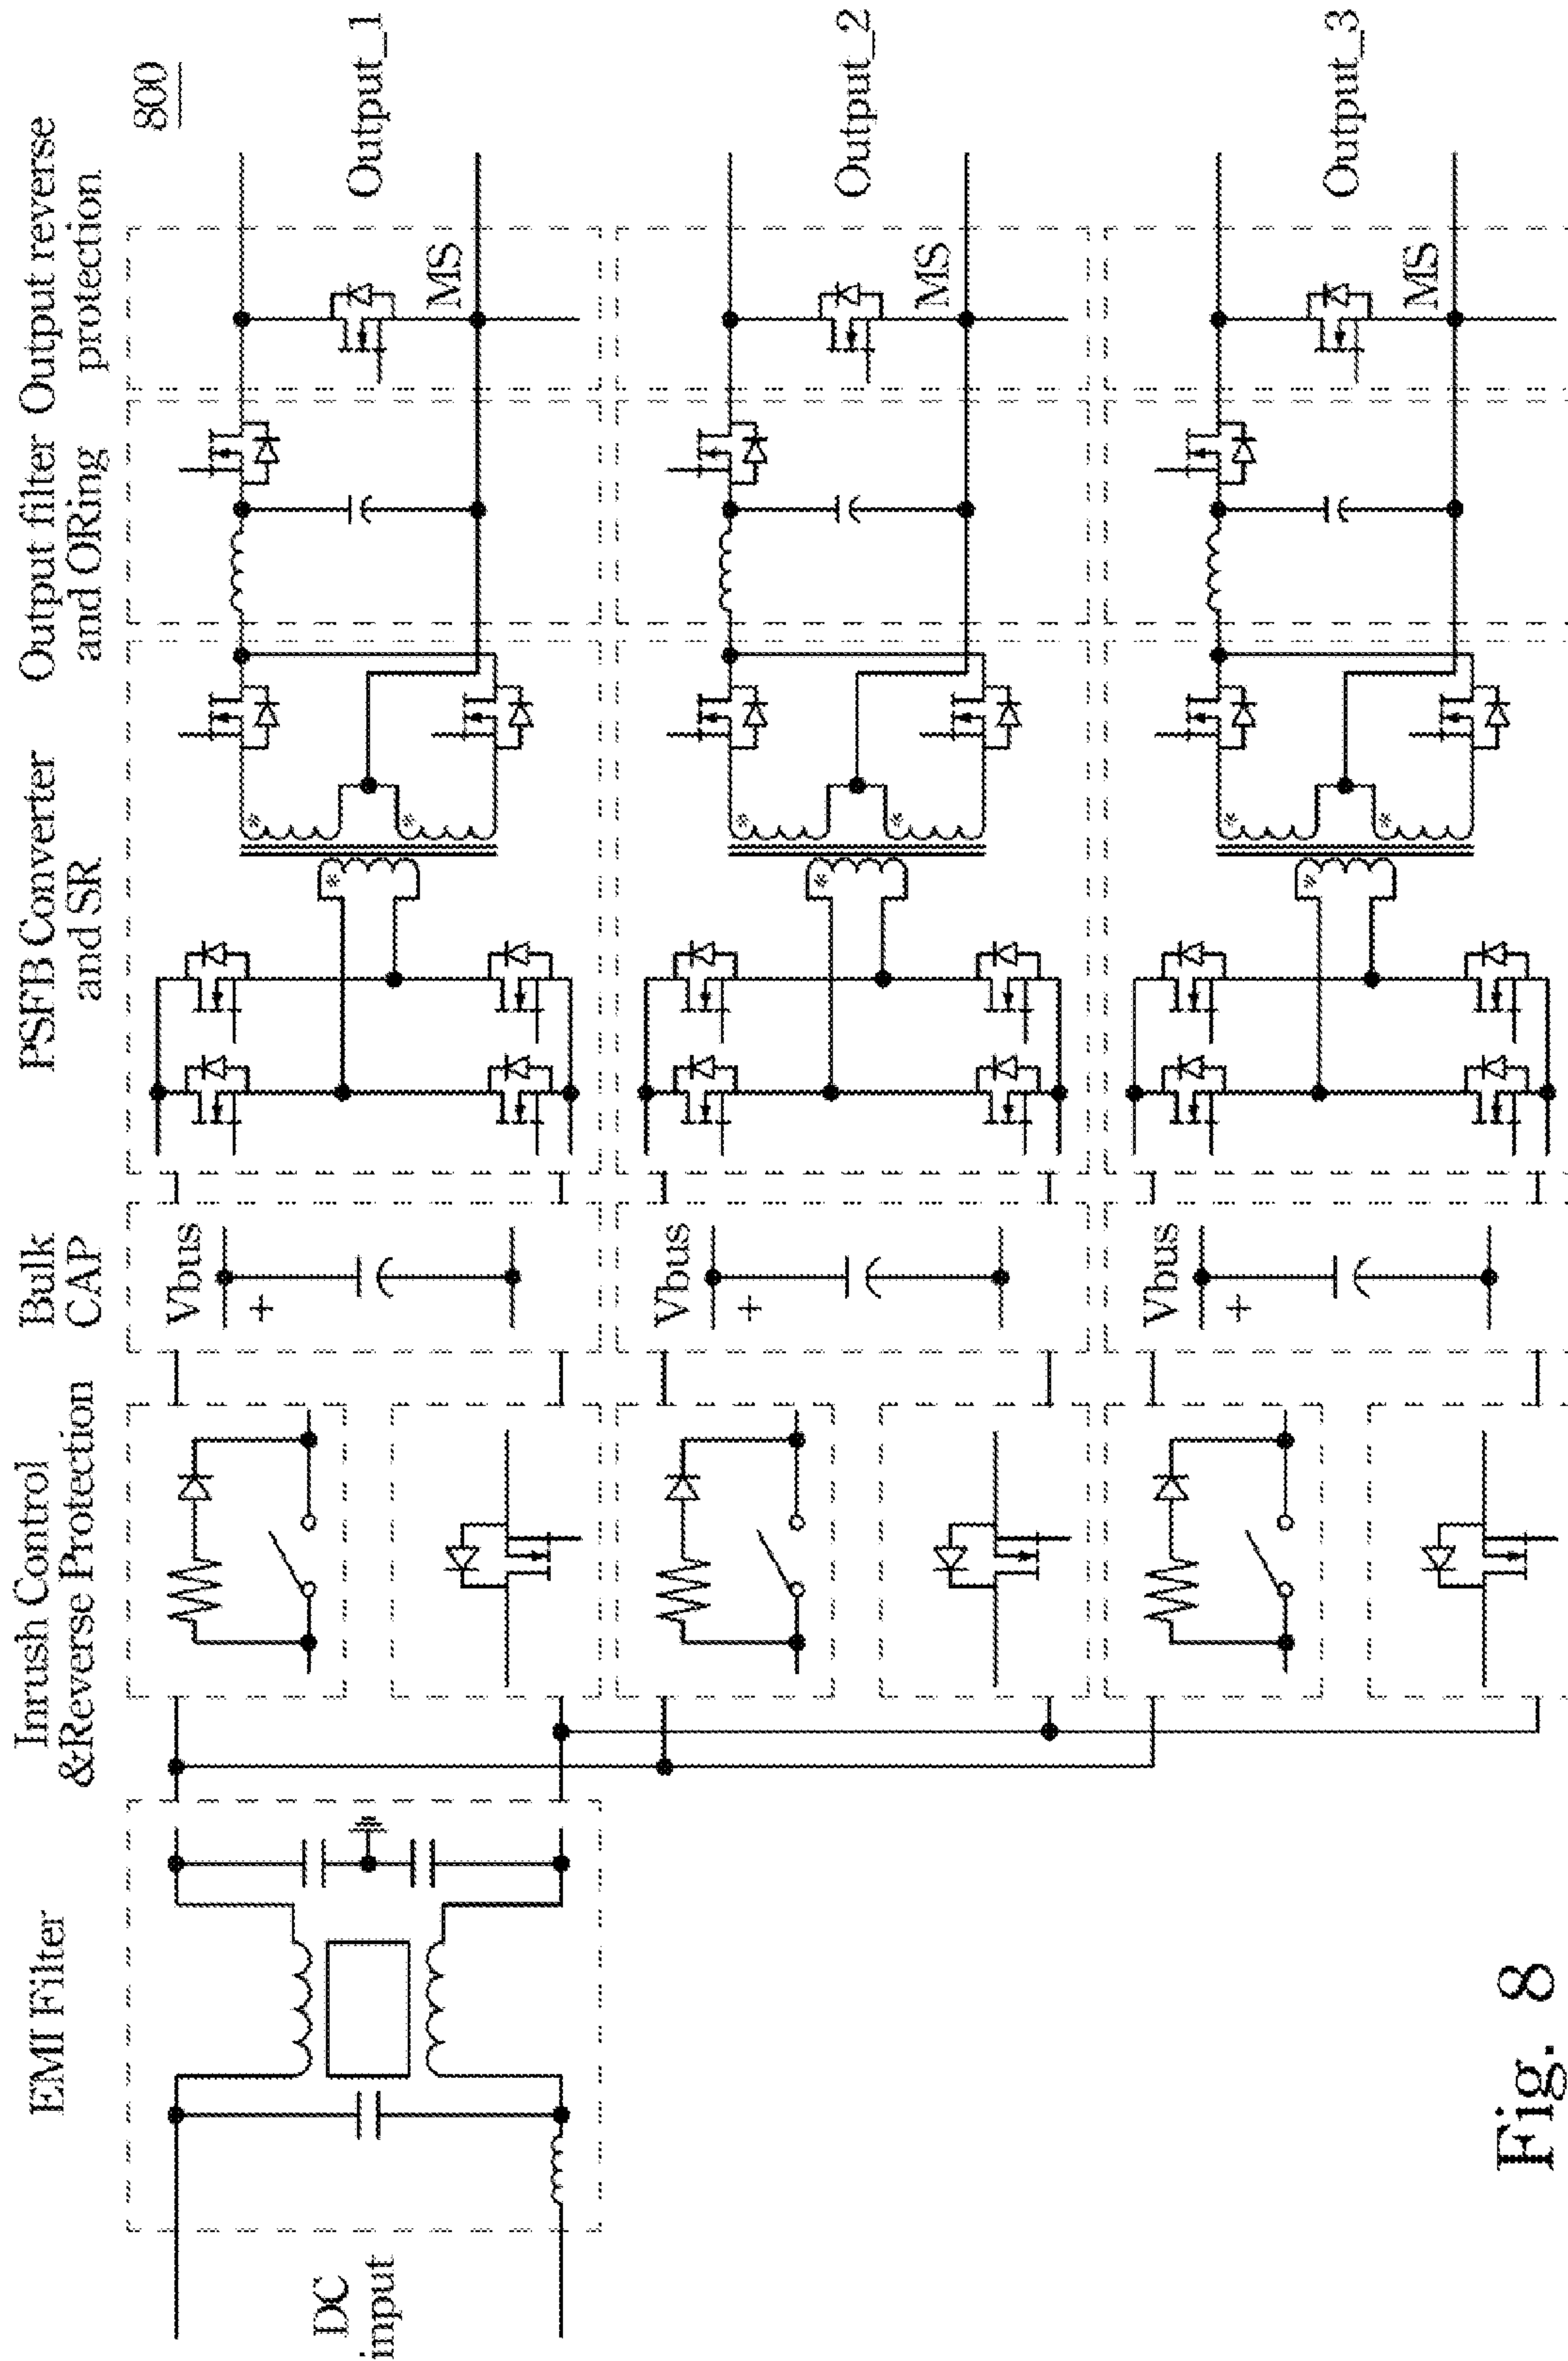 800
EMI Filter
Inrush Control
&Reverse Protection
Bulk
CAP
PSFB Converter
and SR
Output filter
and ORing
Output reverse
protection
DC
input
Vbus
+
*
*
*
MS
Output_1
Vbus
+
*
*
*
MS
Output_2
Vbus
+
*
*
*
MS
Output_3
Fig. 8